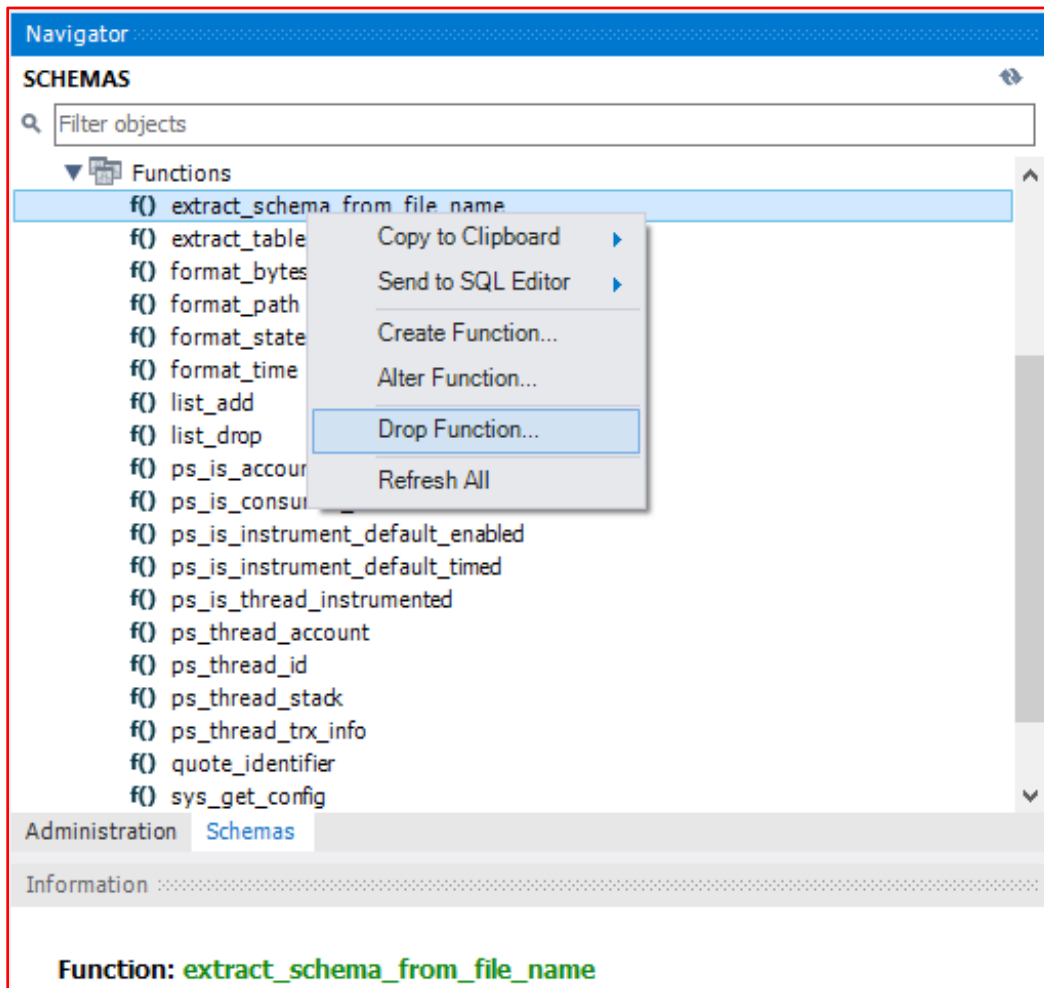 Navigator
SCHEMAS
Filter objects
Functions
f() extract_schema_from_file_name
f() extract_table
f() format_bytes
f() format_path
f() format_state
f() format_time
f() list_add
f() list_drop
f() ps_is_accour
f() ps_is_consu
f() ps_is_instrument_default_enabled
f() ps_is_instrument_default_timed
f() ps_is_thread_instrumented
f() ps_thread_account
f() ps_thread_id
f() ps_thread_stack
f() ps_thread_trx_info
f() quote_identifier
f() sys_get_config
Copy to Clipboard
Send to SQL Editor
Create Function...
Alter Function...
Drop Function...
Refresh All
Administration Schemas
Information
Function: extract_schema_from_file_name